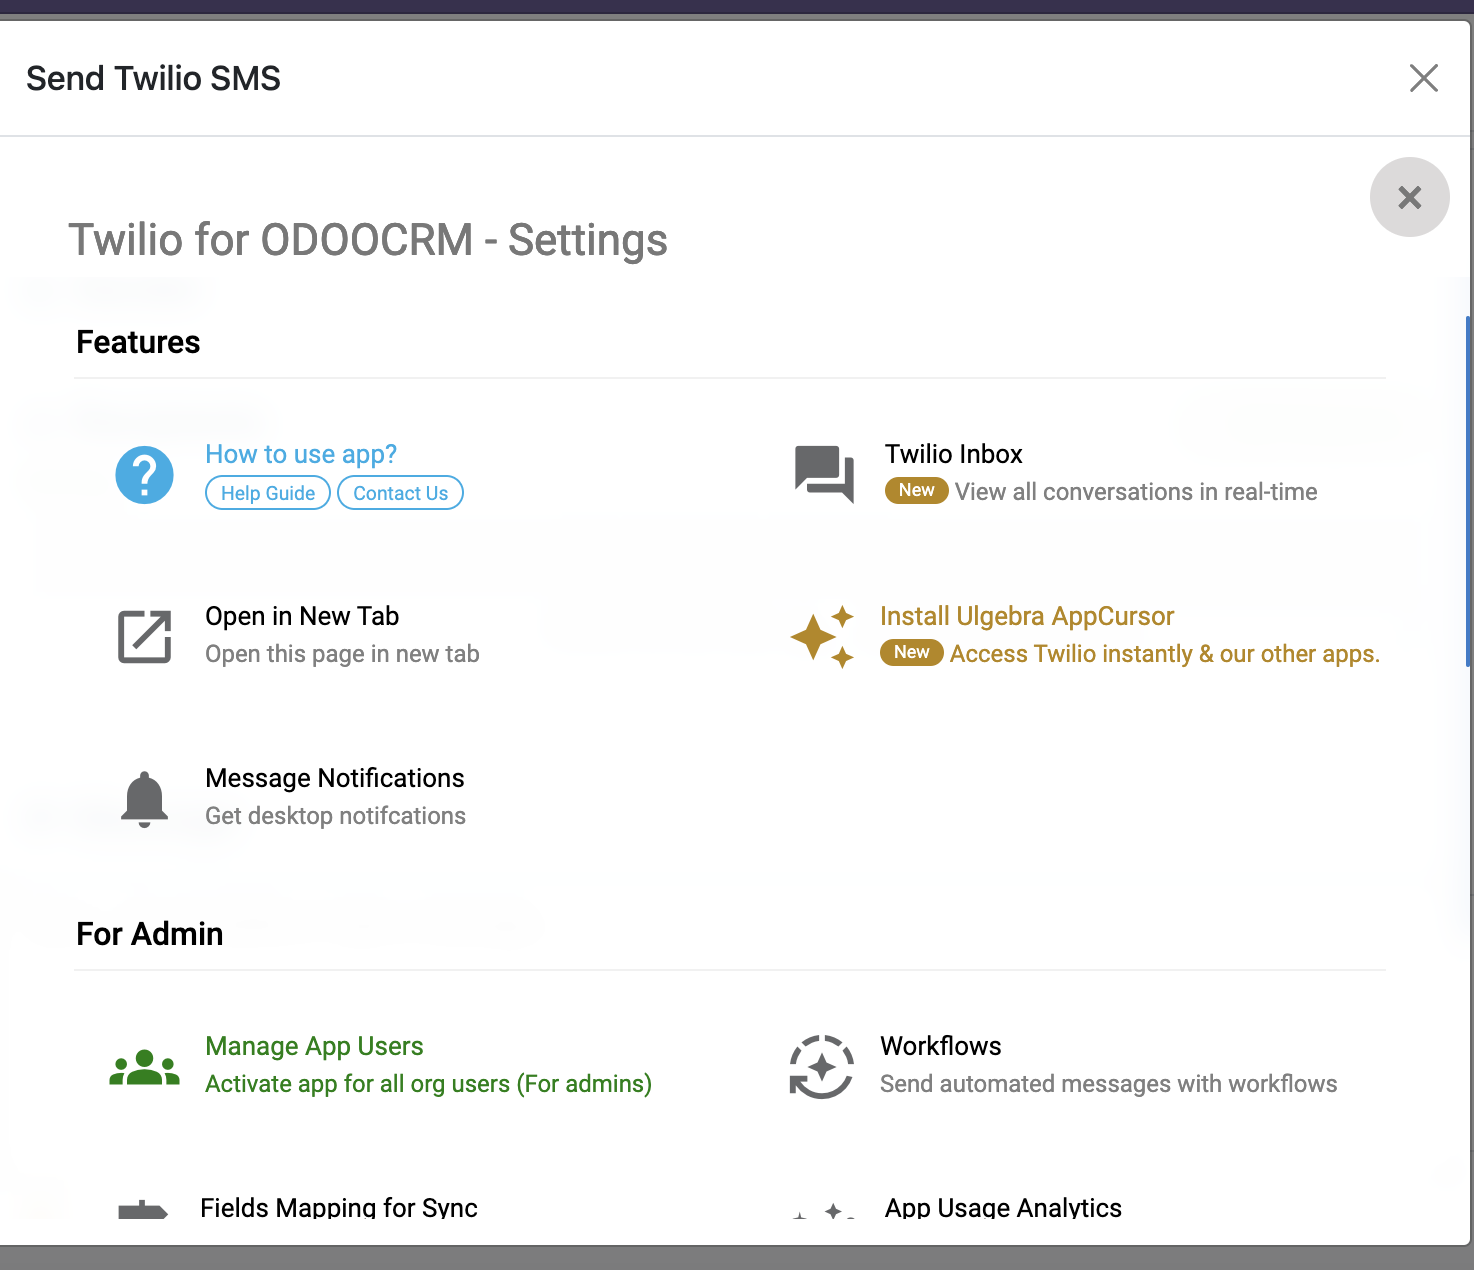 Send Twilio SMS
Twilio for ODOOCRM - Settings
Features
How to use app?
Help Guide Contact Us
Twilio Inbox
New View all conversations in real-time
Open in New Tab
Open this page in new tab
Install Ulgebra AppCursor
New Access Twilio instantly & our other apps.
Message Notifications
Get desktop notifcations
For Admin
Manage App Users
Activate app for all org users (For admins)
Workflows
Send automated messages with workflows
Fields Mapping for Sync
App Usage Analytics